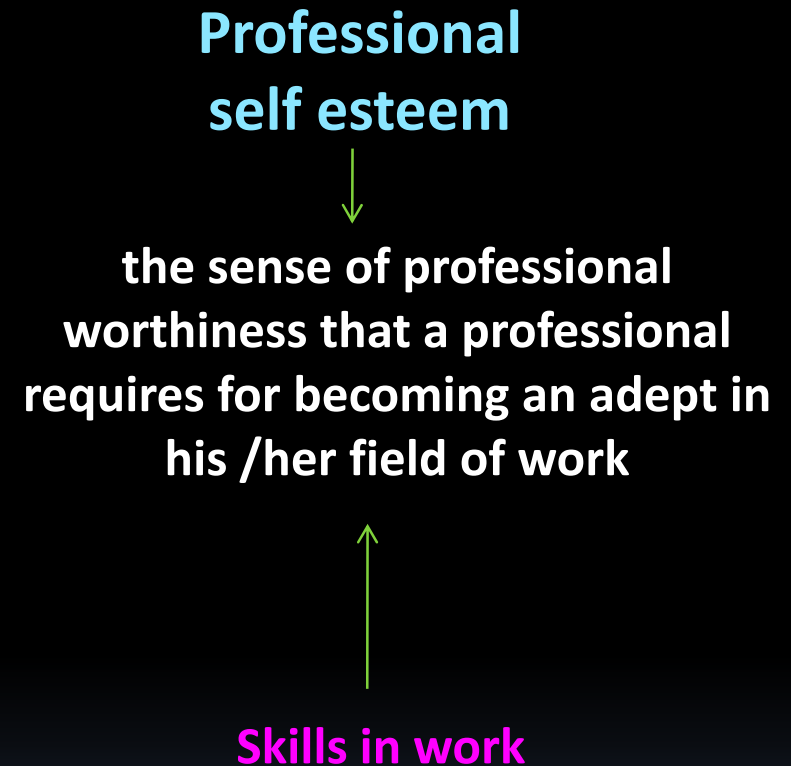 Professional
self esteem
the sense of professional
worthiness that a professional
requires for becoming an adept in
his /her field of work
Skills in work